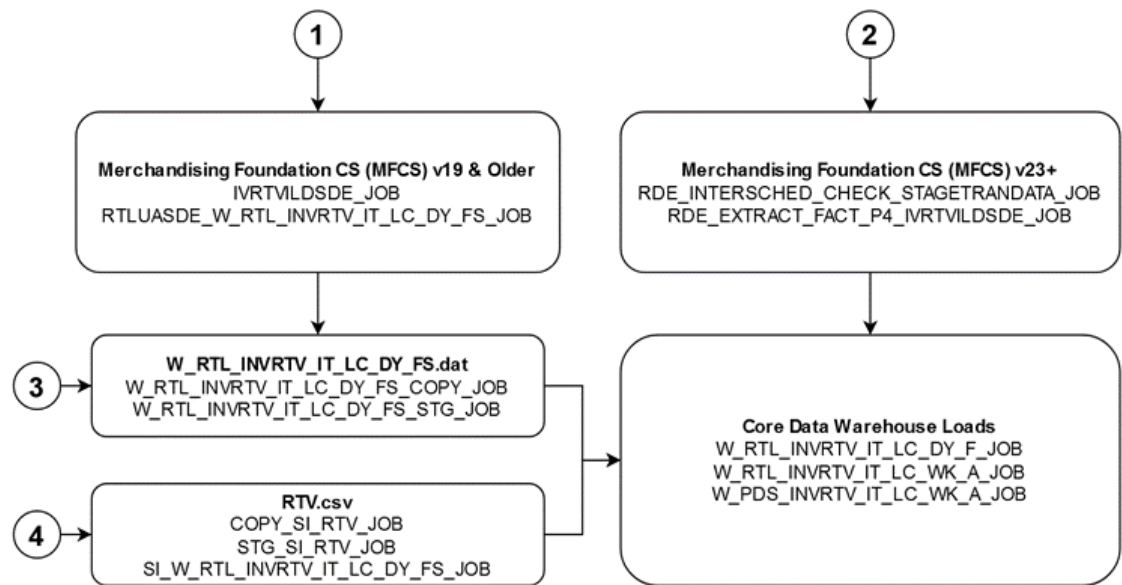 1
2
Merchandising Foundation CS (MFCS) v19 & Older
IVRTVILDSDE_JOB
RTLUASDE_W_RTL_INVRTV_IT_LC_DY_FS_JOB
Merchandising Foundation CS (MFCS) v23+
RDE_INTERSCHED_CHECK_STAGETRANDATA_JOB
RDE_EXTRACT_FACT_P4_IVRTVILDSDE_JOB
3
W_RTL_INVRTV_IT_LC_DY_FS.dat
W_RTL_INVRTV_IT_LC_DY_FS_COPY_JOB
W_RTL_INVRTV_IT_LC_DY_FS_STG_JOB
4
RTV.csv
COPY_SI_RTV_JOB
STG_SI_RTV_JOB
SI_W_RTL_INVRTV_IT_LC_DY_FS_JOB
Core Data Warehouse Loads
W_RTL_INVRTV_IT_LC_DY_F_JOB
W_RTL_INVRTV_IT_LC_WK_A_JOB
W_PDS_INVRTV_IT_LC_WK_A_JOB